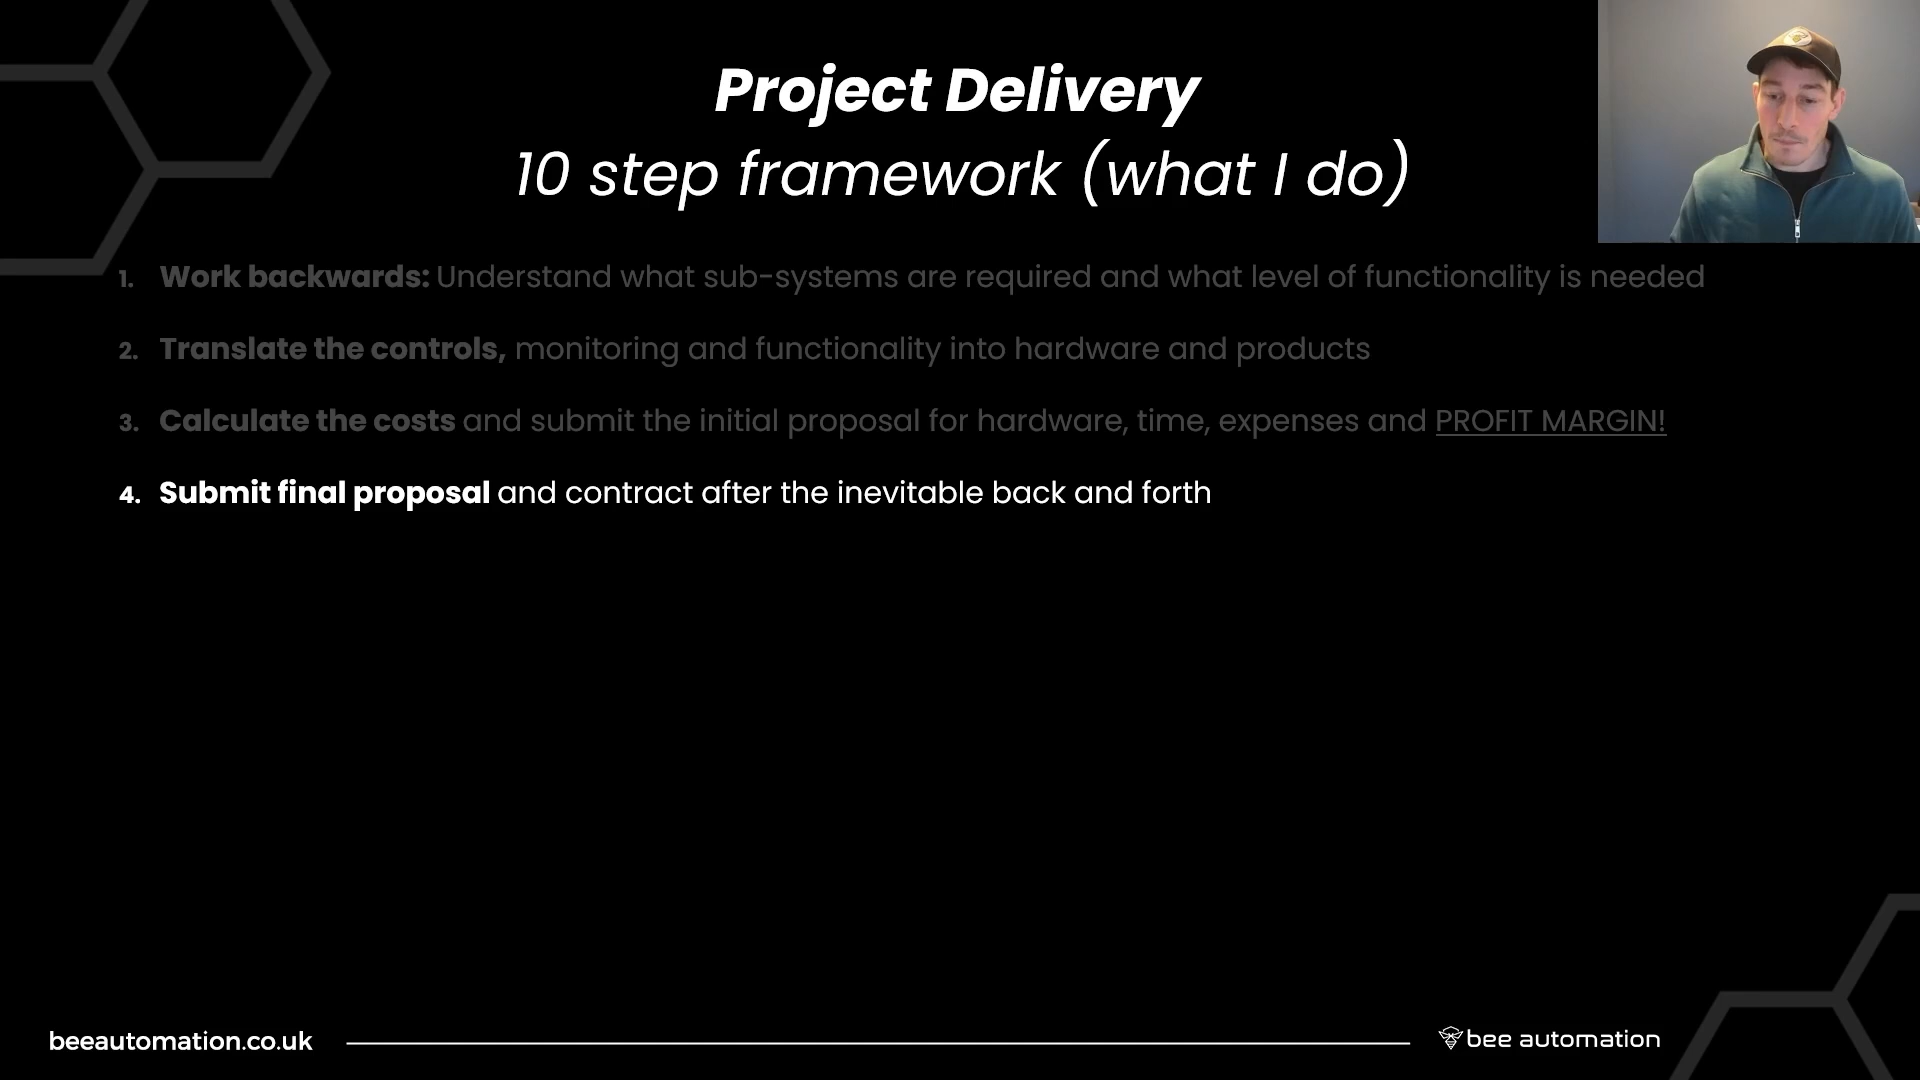 Project Delivery
10 step framework (what I do)
1. Work backwards: Understand what sub-systems are required and what level of functionality is needed
2. Translate the controls, monitoring and functionality into hardware and products
3. Calculate the costs and submit the initial proposal for hardware, time, expenses and PROFIT MARGIN!
4. Submit final proposal and contract after the inevitable back and forth
beeautomation.co.uk
bee automation